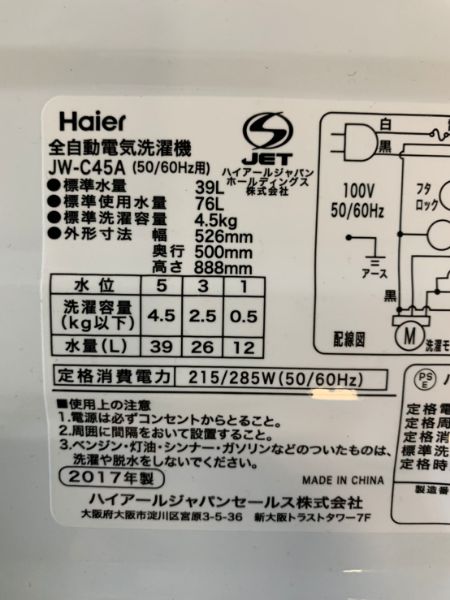 Haier
全自動電気洗濯機
JW-C45A (50/60Hz用)
JET
ハイアールジャパン
ホールディングス
株式会社
●標準水量 39L
●標準使用水量 76L
●標準洗濯容量 4.5kg
●外形寸法 幅 526mm
奥行 500mm
高さ 888mm
水位 5 3 1
洗濯容量(kg以下) 4.5 2.5 0.5
水量(L) 39 26 12
定格消費電力 215/285W(50/60Hz)
■使用上の注意
1.電源は必ずコンセントからとること。
2.周囲に間隔をおいて設置すること。
3.ベンジン・灯油・シンナー・ガソリンなどのついたものは、
洗濯や脱水をしないでください。
2017年製
MADE IN CHINA
ハイアールジャパンセールス株式会社
大阪府大阪市淀川区宮原3-5-36 新大阪トラストタワー7F
白
黒
100V
50/60Hz
フタ
ロック
アース
黒
配線図
M
洗濯モ
PS
E
定格電
定格周
定格消
標準洗
定格時
製造番